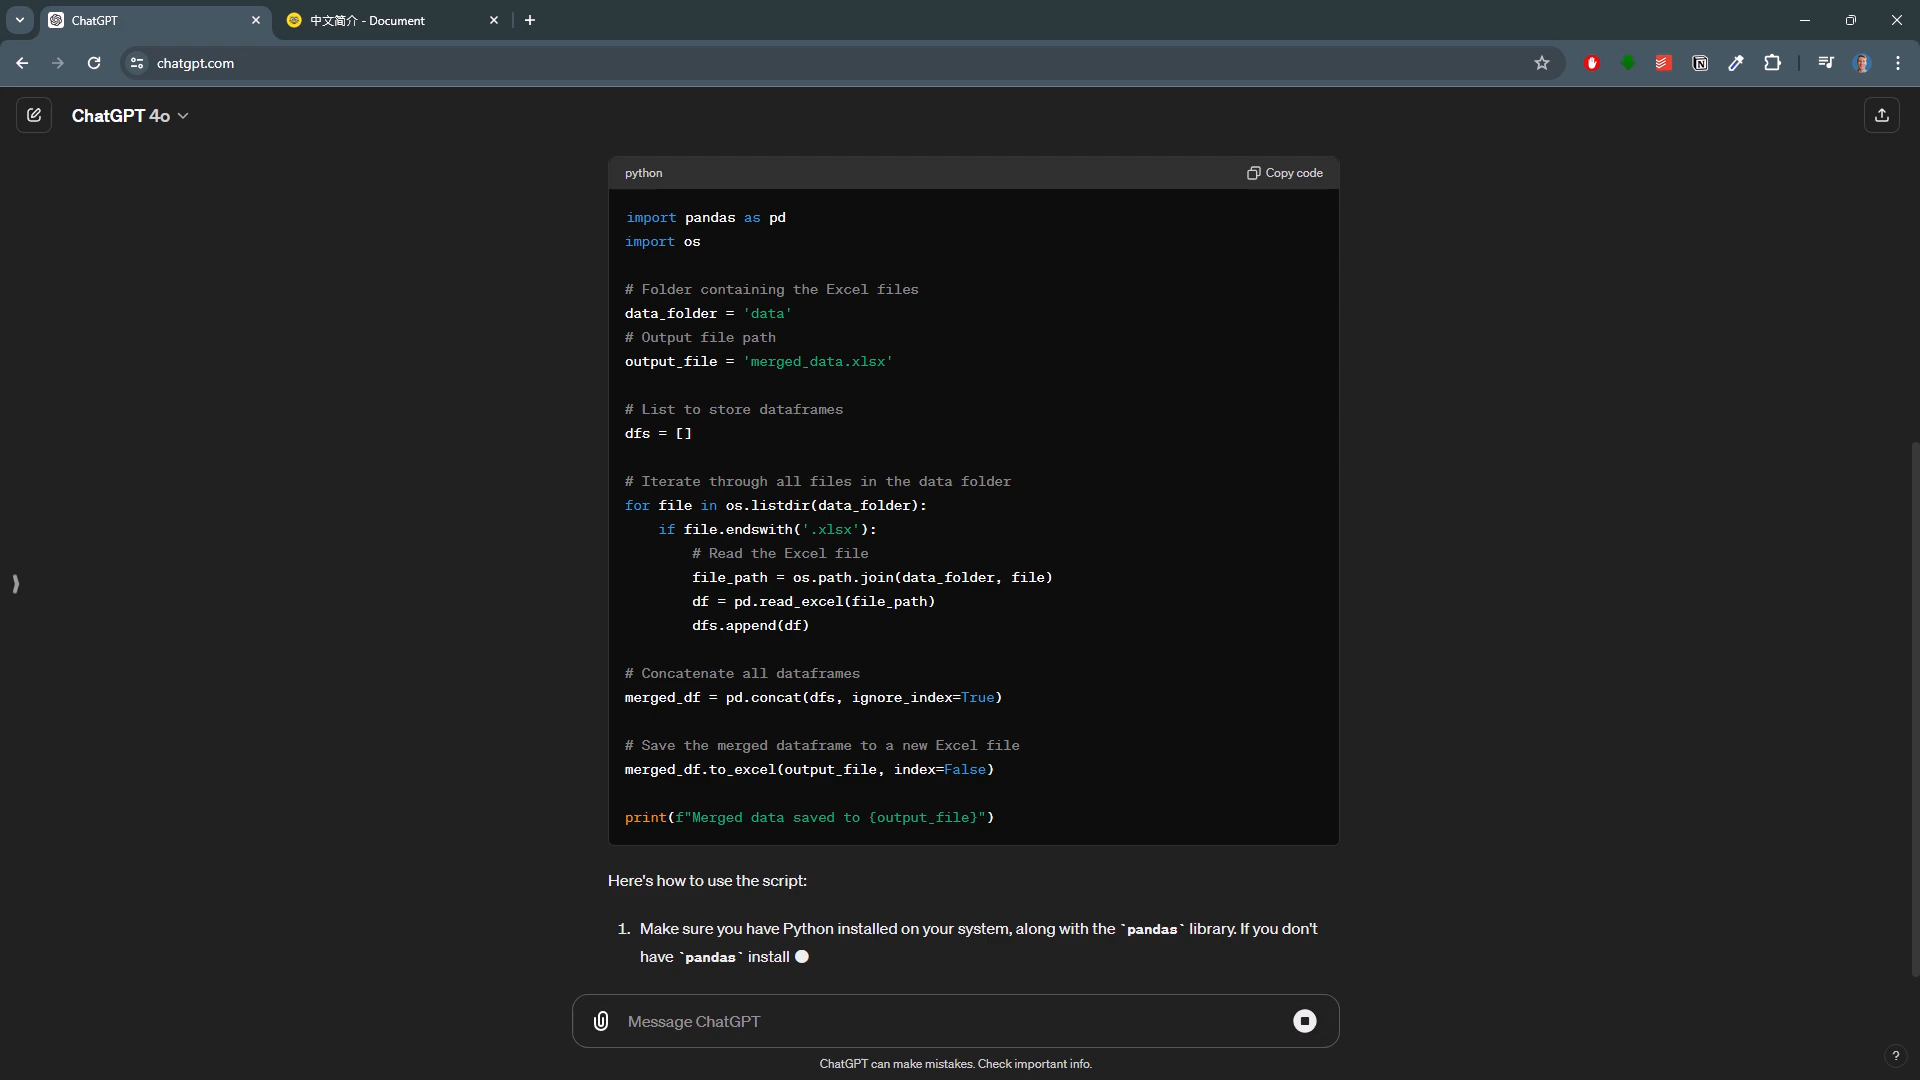 ChatGPT
中文简介 - Document
chatgpt.com
ChatGPT 4o
python
Copy code
import pandas as pd
import os
# Folder containing the Excel files
data_folder = 'data'
# Output file path
output_file = 'merged_data.xlsx'
# List to store dataframes
dfs = []
# Iterate through all files in the data folder
for file in os.listdir(data_folder):
    if file.endswith('.xlsx'):
        # Read the Excel file
        file_path = os.path.join(data_folder, file)
        df = pd.read_excel(file_path)
        dfs.append(df)
# Concatenate all dataframes
merged_df = pd.concat(dfs, ignore_index=True)
# Save the merged dataframe to a new Excel file
merged_df.to_excel(output_file, index=False)
print(f"Merged data saved to {output_file}")
Here's how to use the script:
1. Make sure you have Python installed on your system, along with the `pandas` library. If you don't
have `pandas` install
Message ChatGPT
ChatGPT can make mistakes. Check important info.
?